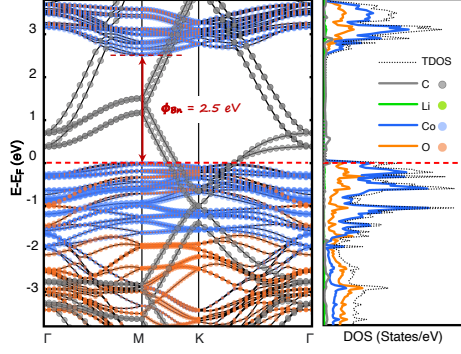 3
2
1
0
-1
-2
-3
E-E_F (eV)
ϕ_Bn = 2.5 eV
Γ M K Γ
TDOS
C
Li
Co
O
DOS (States/eV)